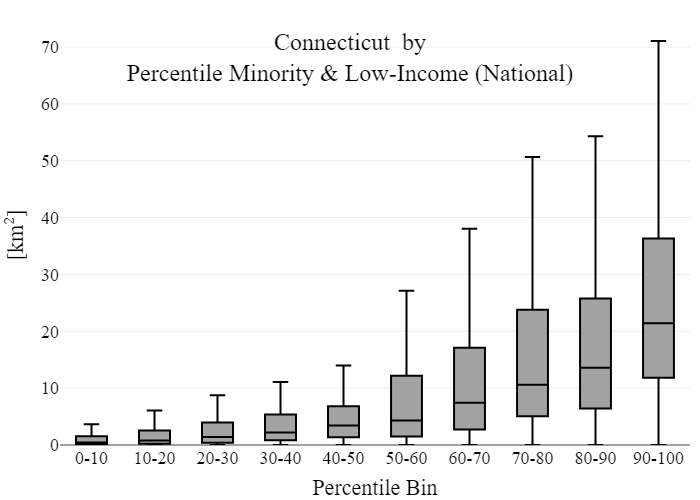 Connecticut by
Percentile Minority & Low-Income (National)
70
60
50
40
30
20
10
0
[km²]
0-10 10-20 20-30 30-40 40-50 50-60 60-70 70-80 80-90 90-100
Percentile Bin